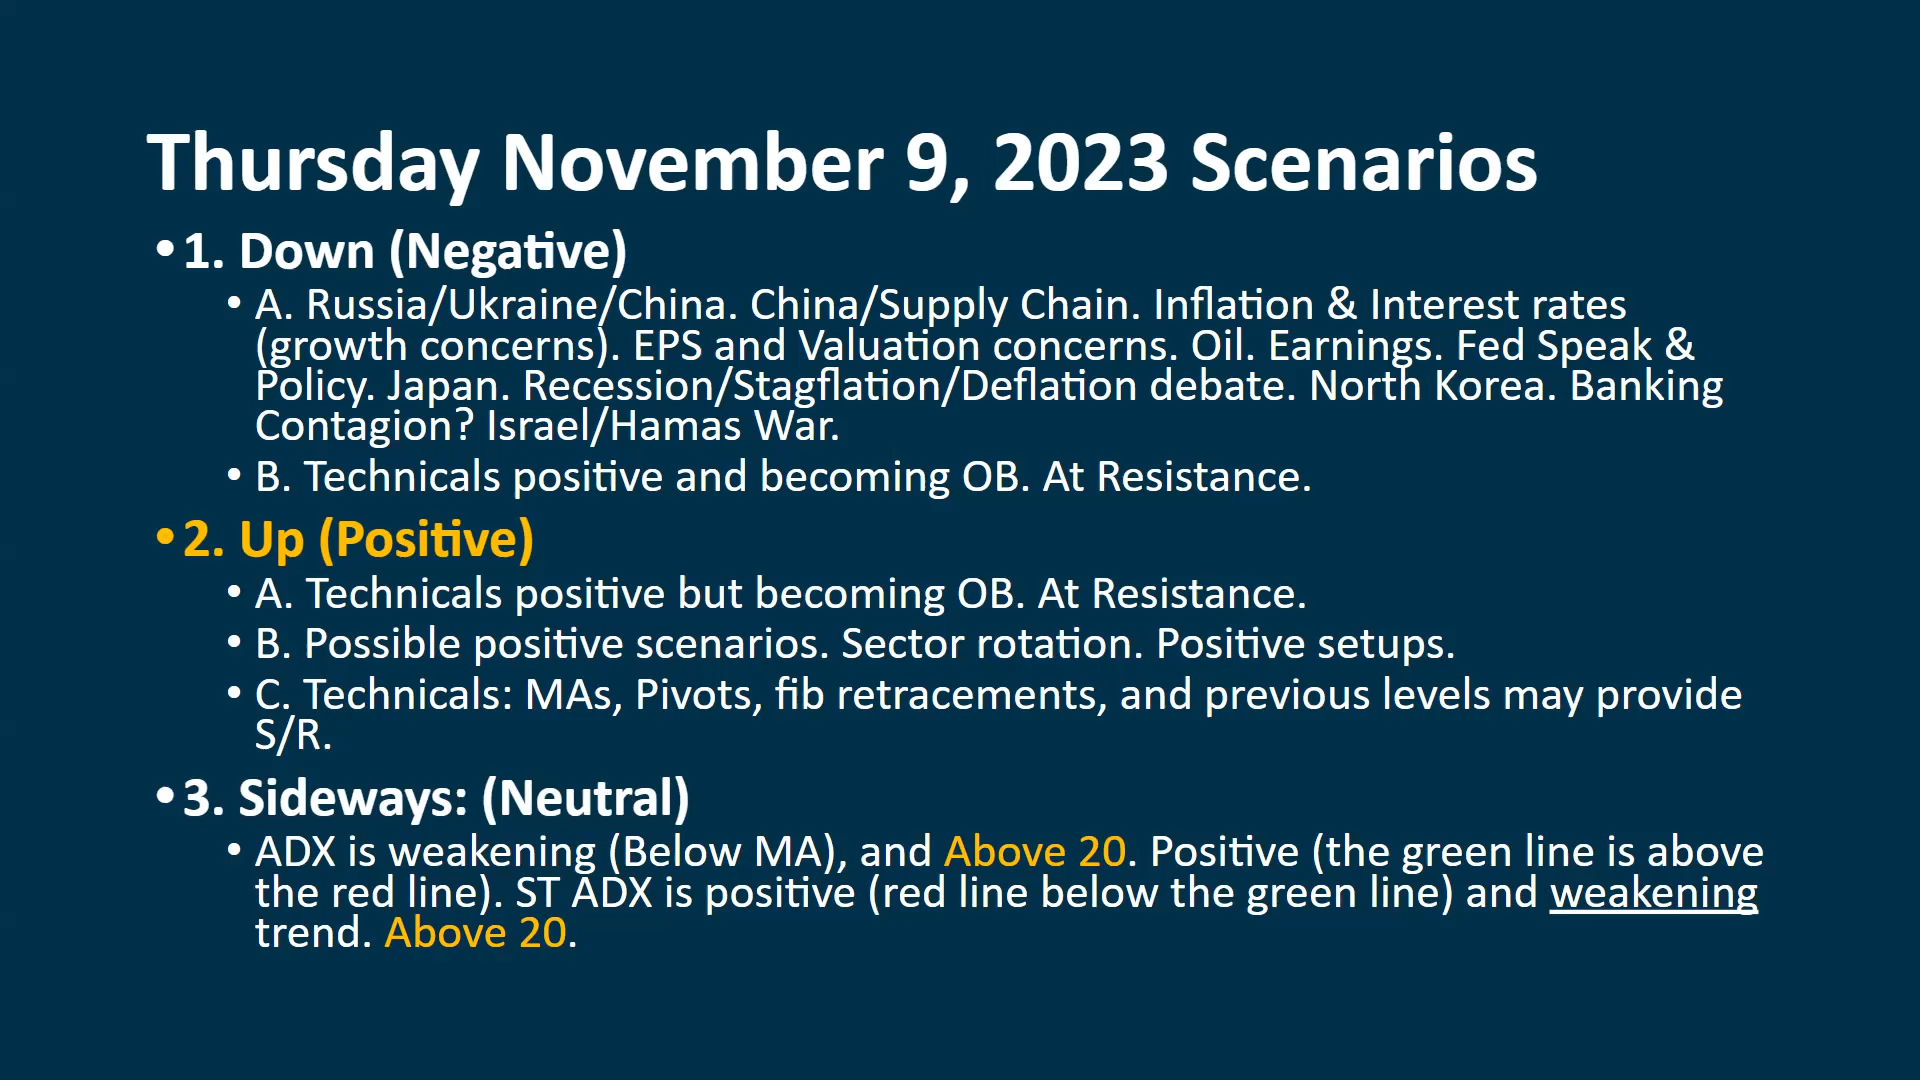 Thursday November 9, 2023 Scenarios
• 1. Down (Negative)
• A. Russia/Ukraine/China. China/Supply Chain. Inflation & Interest rates
(growth concerns). EPS and Valuation concerns. Oil. Earnings. Fed Speak &
Policy. Japan. Recession/Stagflation/Deflation debate. North Korea. Banking
Contagion? Israel/Hamas War.
• B. Technicals positive and becoming OB. At Resistance.
• 2. Up (Positive)
• A. Technicals positive but becoming OB. At Resistance.
• B. Possible positive scenarios. Sector rotation. Positive setups.
• C. Technicals: MAs, Pivots, fib retracements, and previous levels may provide
S/R.
• 3. Sideways: (Neutral)
• ADX is weakening (Below MA), and Above 20. Positive (the green line is above
the red line). ST ADX is positive (red line below the green line) and weakening
trend. Above 20.